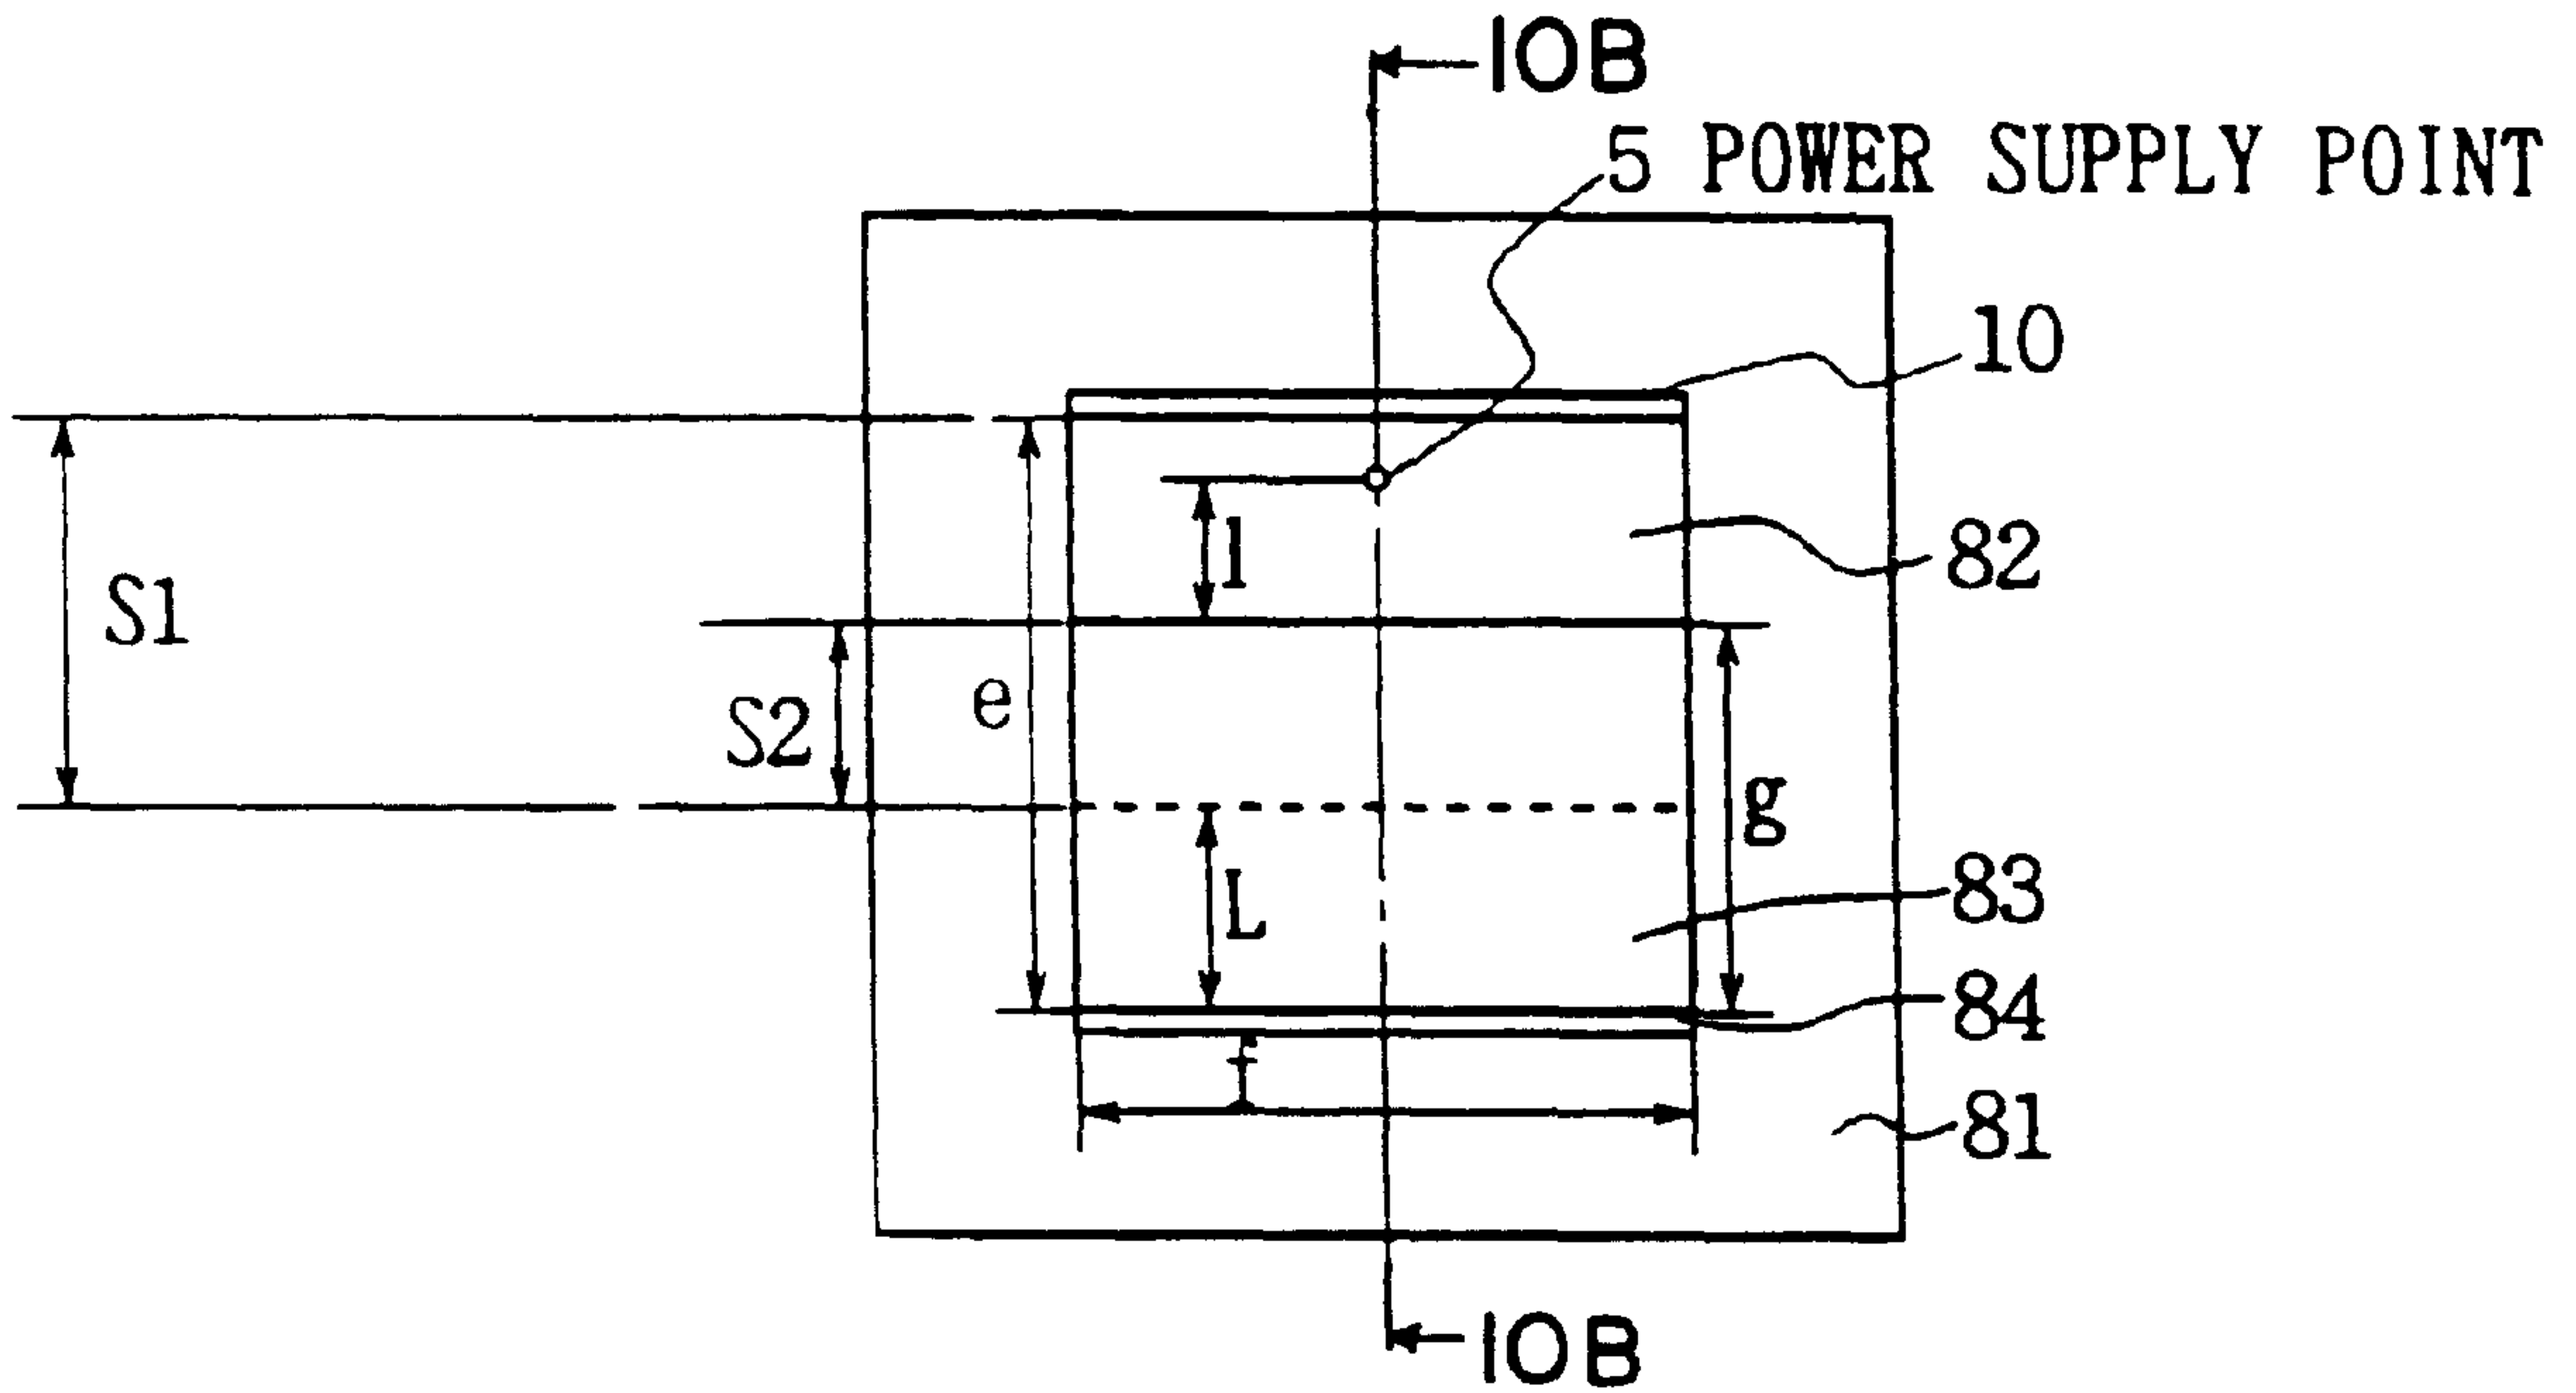 10B
5 POWER SUPPLY POINT
10
82
l
S1
S2
e
g
83
L
84
f
81
10B